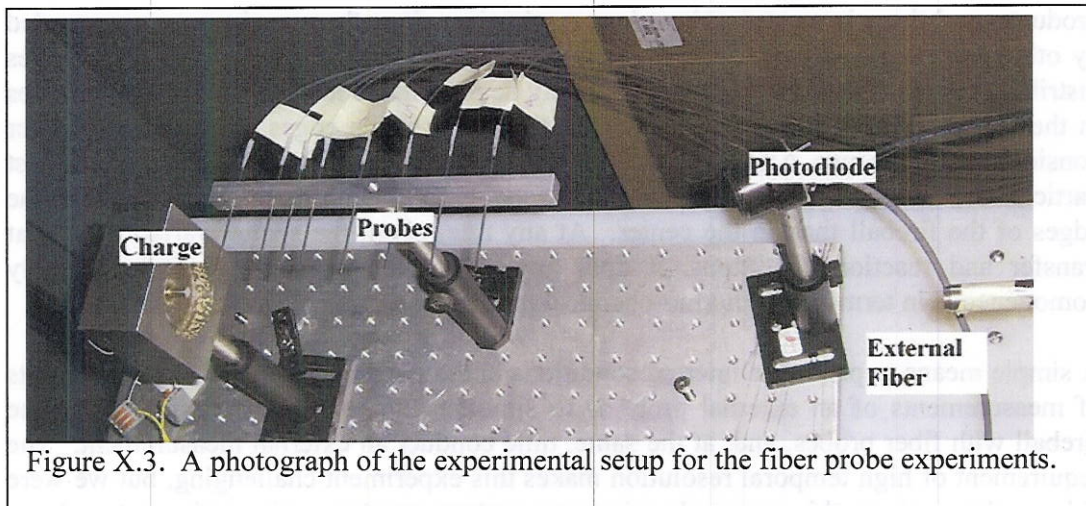 Photodiode
Probes
Charge
External
Fiber
Figure X.3. A photograph of the experimental setup for the fiber probe experiments.